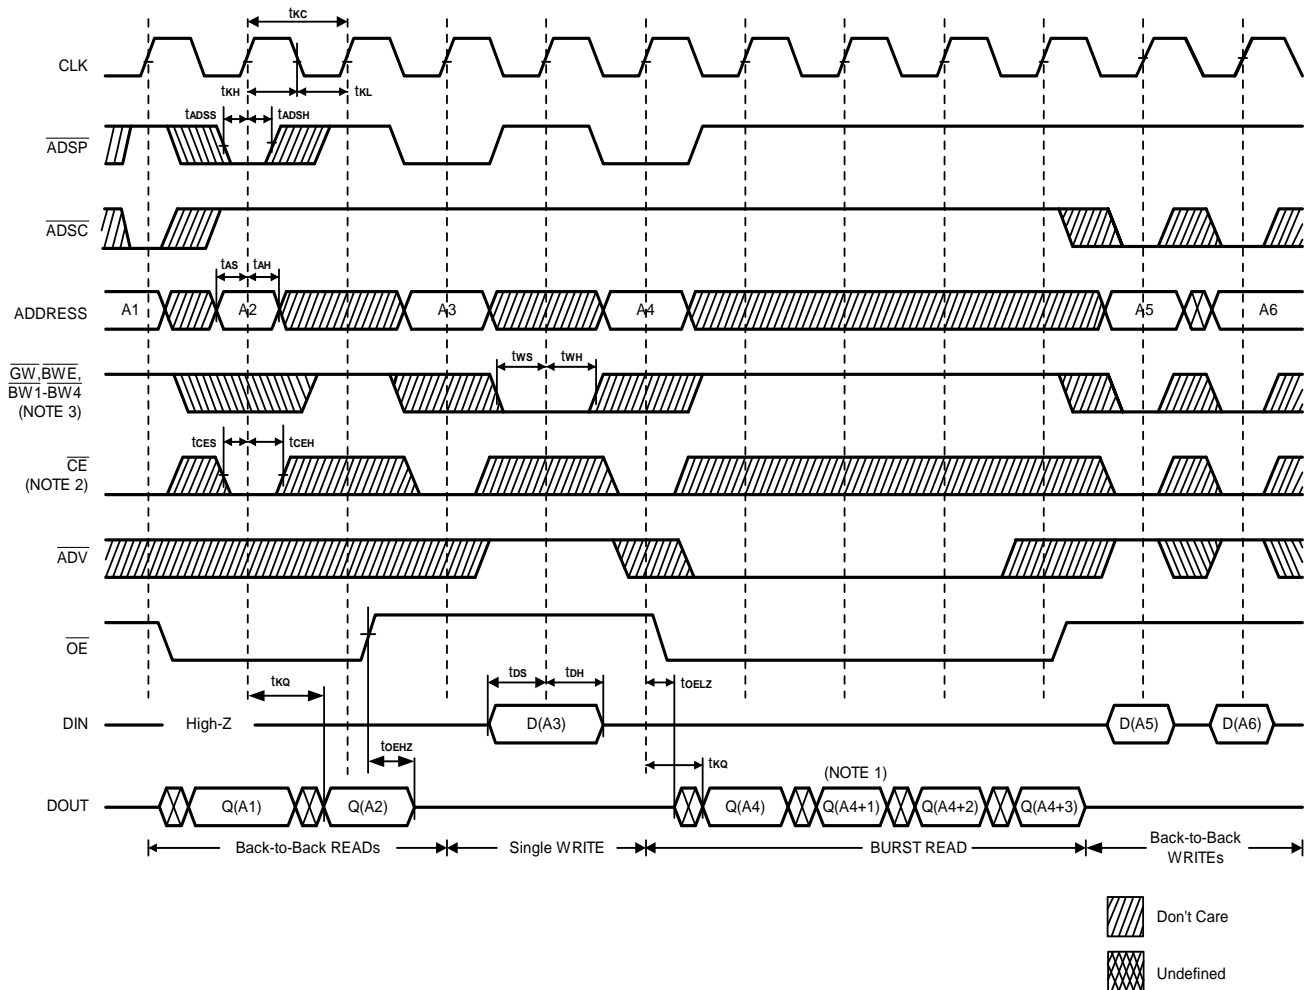 tKC
CLK
tKH
tKL
tADSS
tADSH
ADSP
ADSC
tAS
tAH
ADDRESS
A1
A2
A3
A4
A5
A6
GW,BWE,
BW1-BW4
(NOTE 3)
tWS
tWH
tCES
tCEH
CE
(NOTE 2)
ADV
OE
tKQ
tDS
tDH
tOELZ
DIN
High-Z
D(A3)
D(A5)
D(A6)
tOEHZ
tKQ
(NOTE 1)
DOUT
Q(A1)
Q(A2)
Q(A4)
Q(A4+1)
Q(A4+2)
Q(A4+3)
Back-to-Back READs
Single WRITE
BURST READ
Back-to-Back
WRITEs
Don't Care
Undefined